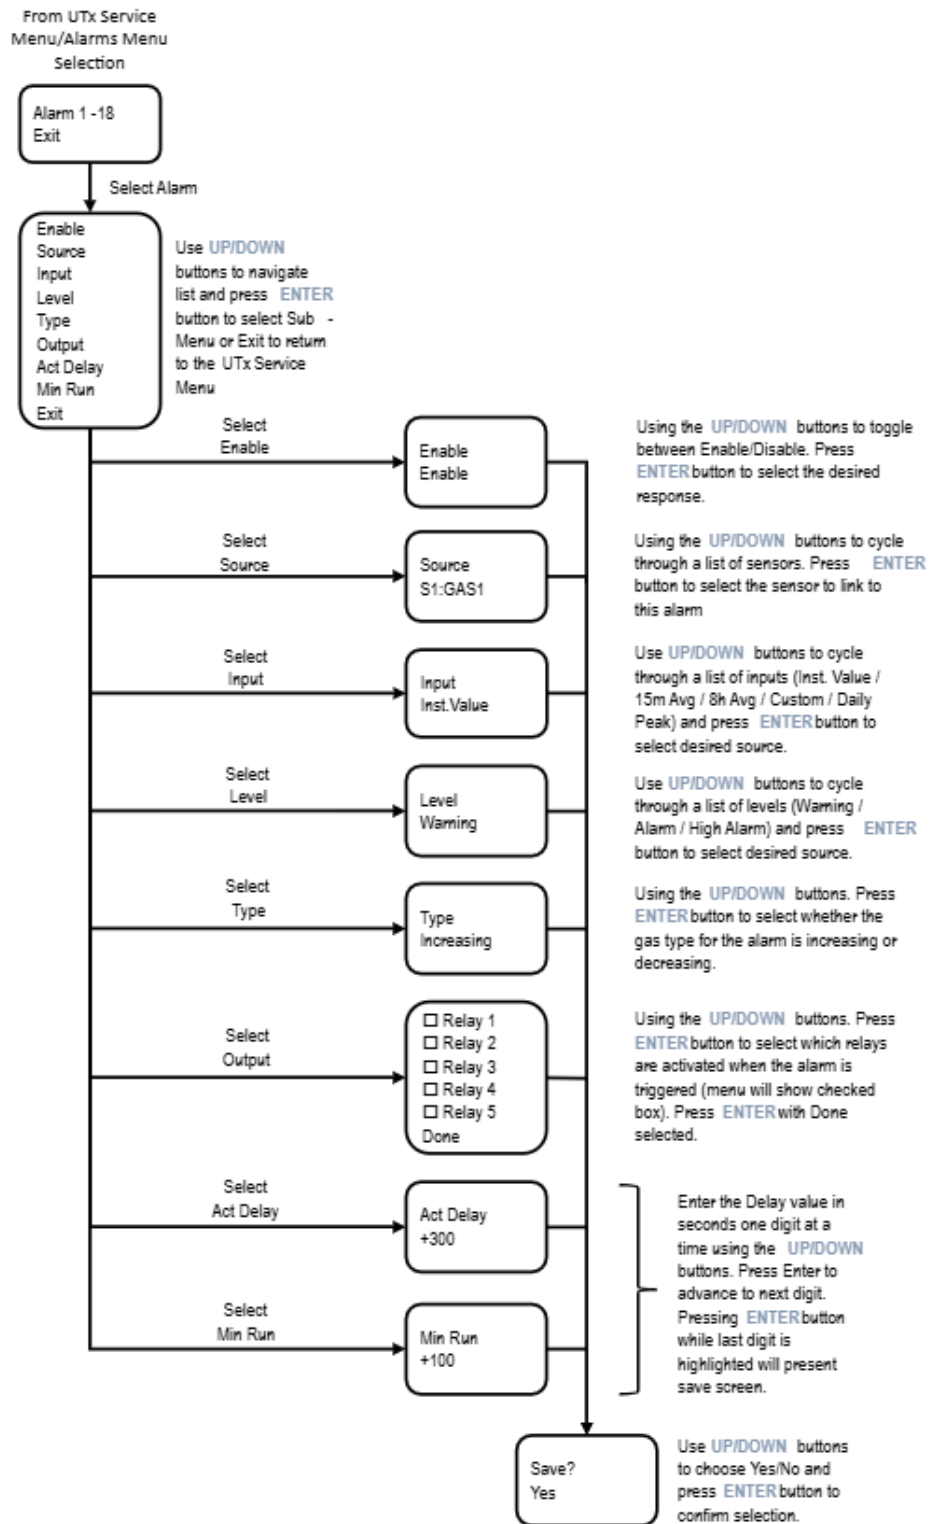 From UTx Service
Menu/Alarms Menu
Selection
Alarm 1 -18
Exit
Select Alarm
Enable
Source
Input
Level
Type
Output
Act Delay
Min Run
Exit
Use UP/DOWN
buttons to navigate
list and press ENTER
button to select Sub -
Menu or Exit to return
to the UTx Service
Menu
Select
Enable
Enable
Enable
Using the UP/DOWN buttons to toggle
between Enable/Disable. Press
ENTER button to select the desired
response.
Select
Source
Source
S1:GAS1
Using the UP/DOWN buttons to cycle
through a list of sensors. Press ENTER
button to select the sensor to link to
this alarm
Select
Input
Input
Inst.Value
Use UP/DOWN buttons to cycle
through a list of inputs (Inst. Value /
15m Avg / 8h Avg / Custom / Daily
Peak) and press ENTER button to
select desired source.
Select
Level
Level
Warning
Use UP/DOWN buttons to cycle
through a list of levels (Warning /
Alarm / High Alarm) and press ENTER
button to select desired source.
Select
Type
Type
Increasing
Using the UP/DOWN buttons. Press
ENTER button to select whether the
gas type for the alarm is increasing or
decreasing.
Select
Output
☐ Relay 1
☐ Relay 2
☐ Relay 3
☐ Relay 4
☐ Relay 5
Done
Using the UP/DOWN buttons. Press
ENTER button to select which relays
are activated when the alarm is
triggered (menu will show checked
box). Press ENTER with Done
selected.
Select
Act Delay
Act Delay
+300
Select
Min Run
Min Run
+100
Enter the Delay value in
seconds one digit at a
time using the UP/DOWN
buttons. Press Enter to
advance to next digit.
Pressing ENTER button
while last digit is
highlighted will present
save screen.
Save?
Yes
Use UP/DOWN buttons
to choose Yes/No and
press ENTER button to
confirm selection.